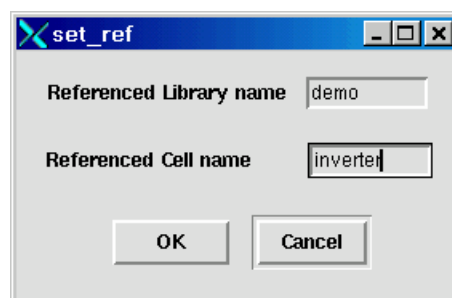 set_ref
Referenced Library name demo
Referenced Cell name inverter
OK Cancel